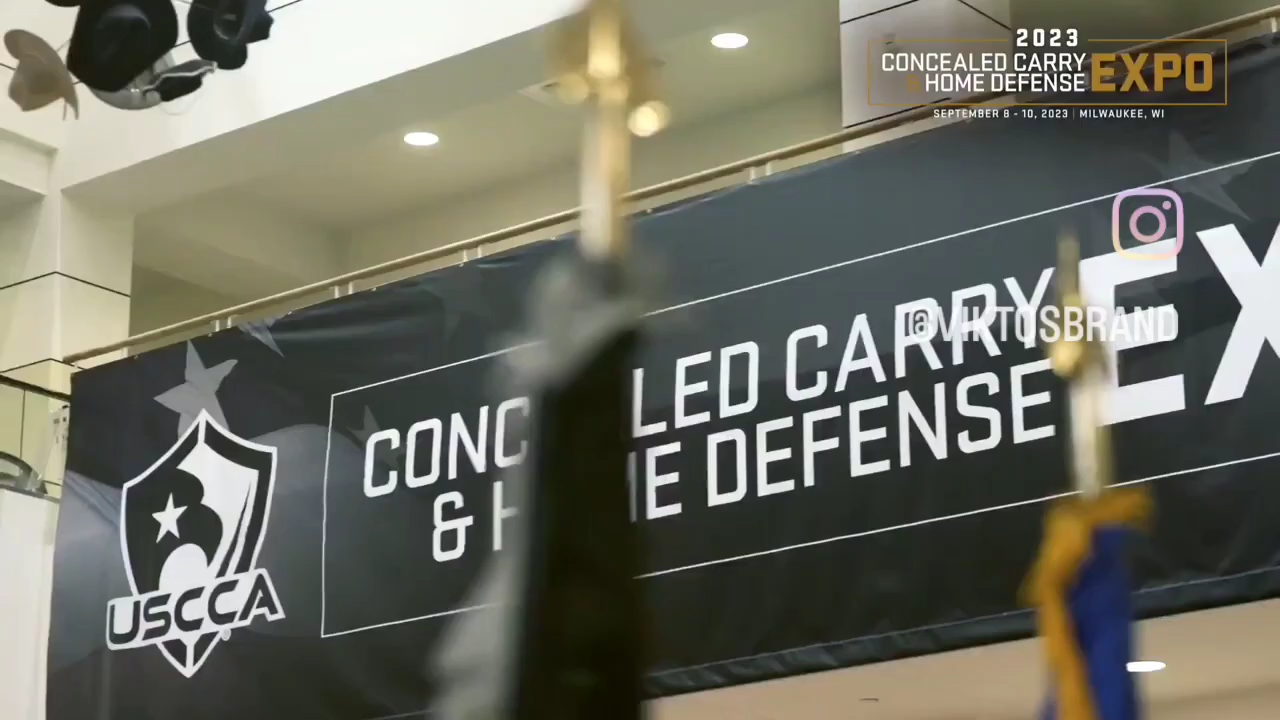 2023
CONCEALED CARRY
& HOME DEFENSE EXPO
SEPTEMBER 8 - 10, 2023 | MILWAUKEE, WI
@VIKTOSBRAND
USCCA
CONC LED CARRY
& H ME DEFENSE
EX